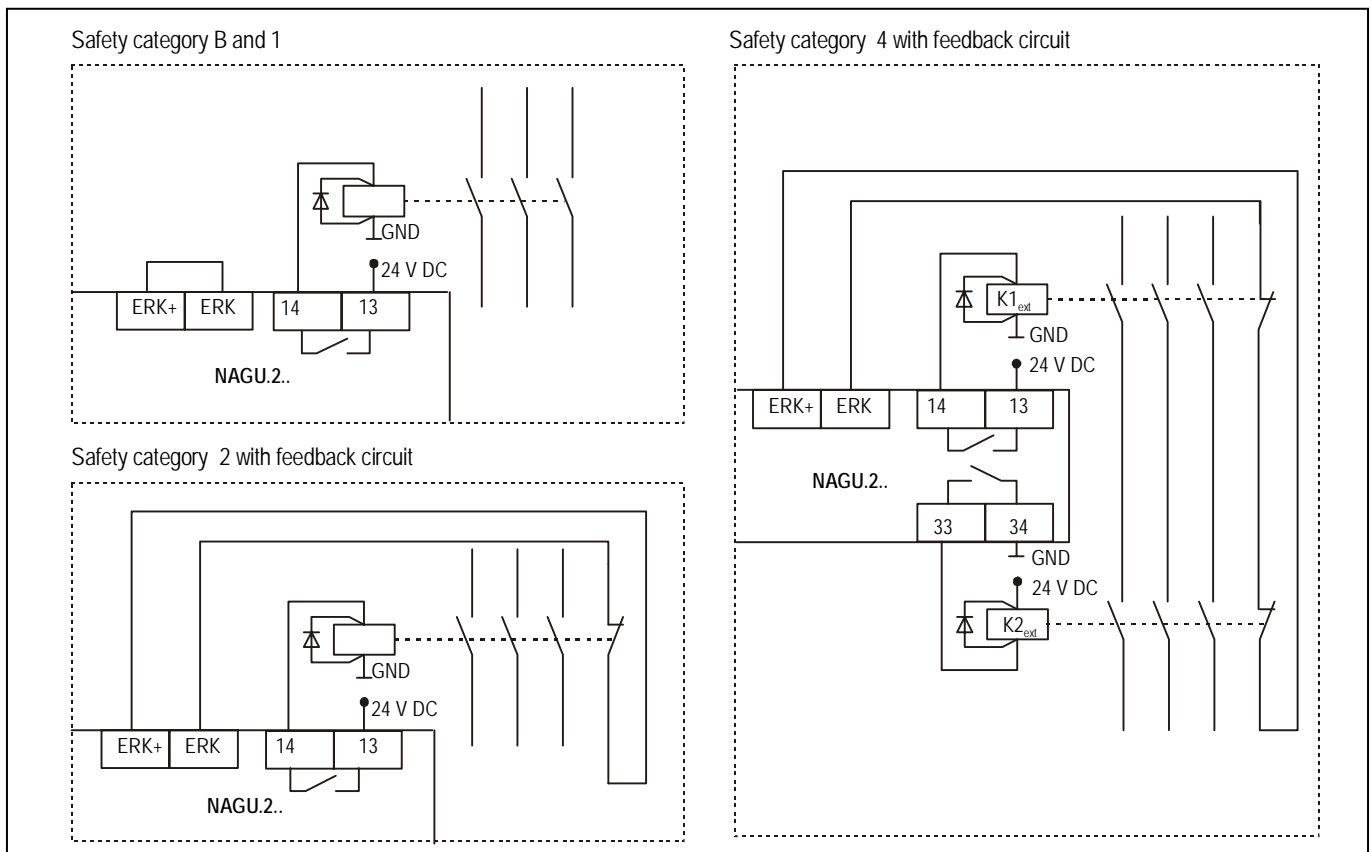 Safety category B and 1
GND
24 V DC
ERK+ ERK 14 13
NAGU.2..
Safety category 2 with feedback circuit
GND
24 V DC
ERK+ ERK 14 13
NAGU.2..
Safety category 4 with feedback circuit
K1ext
GND
24 V DC
ERK+ ERK 14 13
NAGU.2..
33 34
GND
24 V DC
K2ext